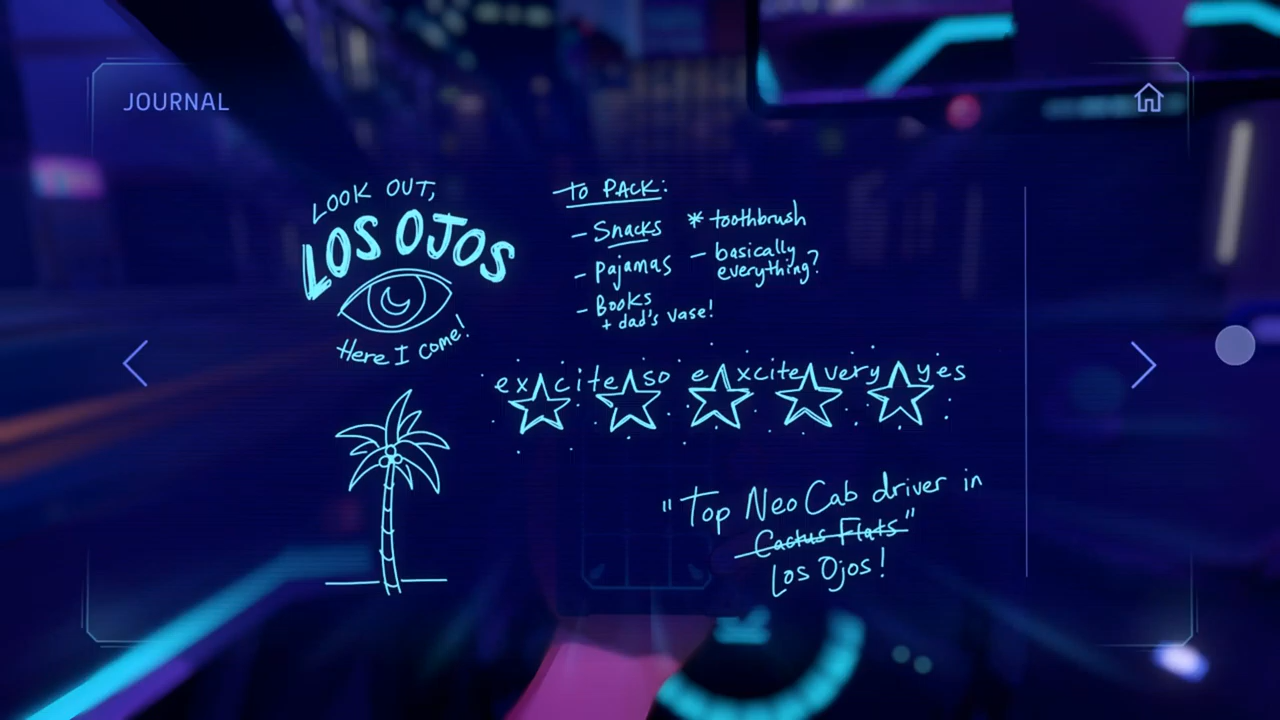 JOURNAL
LOOK OUT,
LOS OJOS
Here I come!
TO PACK:
- Snacks
- Pajamas
- Books
+ dad's vase!
* toothbrush
- basically
everything?
excite so excite very yes
"Top Neo Cab driver in
Cactus Flats"
Los Ojos!